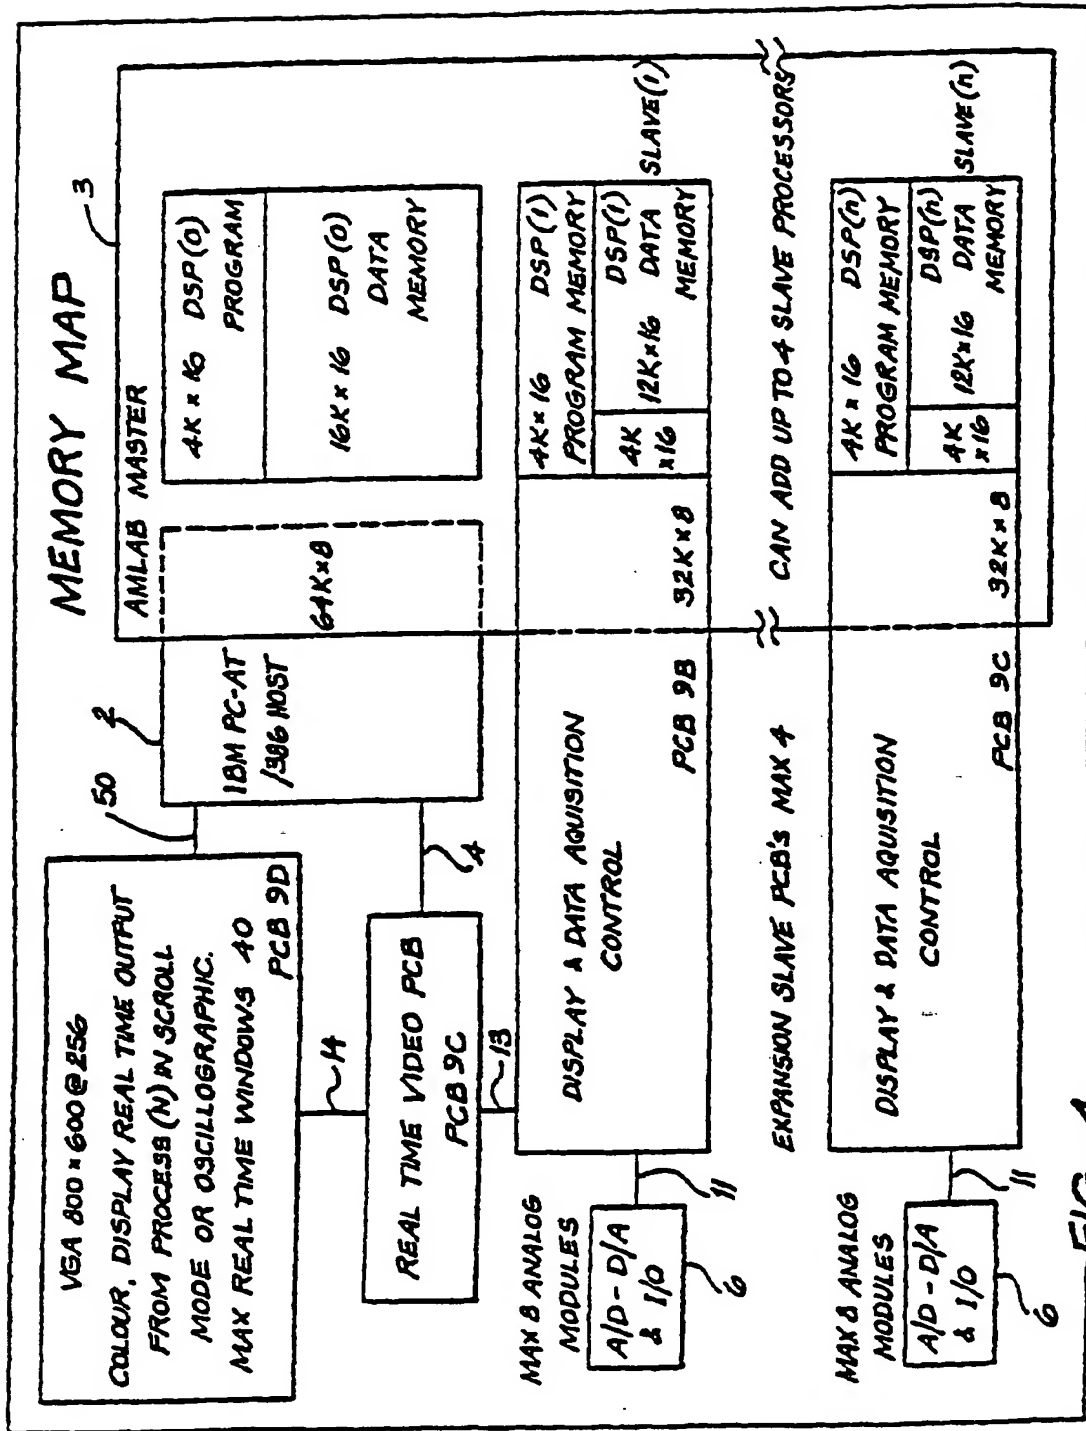 MEMORY MAP
3
AMLAB MASTER
4K x 16 DSP(0)
PROGRAM
16K x 16 DSP(0)
DATA
MEMORY
64K x 8
2
IBM PC-AT
/386 HOST
50
4
VGA 800 x 600 @ 256
COLOUR, DISPLAY REAL TIME OUTPUT
FROM PROCESS (N) IN SCROLL
MODE OR OSCILLOGRAPHIC.
MAX REAL TIME WINDOWS 40
PCB 9D
14
REAL TIME VIDEO PCB
PCB 9C
13
4K x 16 DSP(1)
PROGRAM MEMORY
4K
x16
12K x 16 DSP(1)
DATA
MEMORY
SLAVE(1)
32K x 8
DISPLAY & DATA AQUISITION
CONTROL
PCB 9B
MAX 8 ANALOG
MODULES
A/D - D/A
& I/O
11
6
EXPANSION SLAVE PCB'S MAX 4
CAN ADD UP TO 4 SLAVE PROCESSORS
4K x 16 DSP(n)
PROGRAM MEMORY
4K
x16
12K x 16 DSP(n)
DATA
MEMORY
SLAVE(n)
32K x 8
DISPLAY & DATA AQUISITION
CONTROL
PCB 9C
MAX 8 ANALOG
MODULES
A/D - D/A
& I/O
11
6